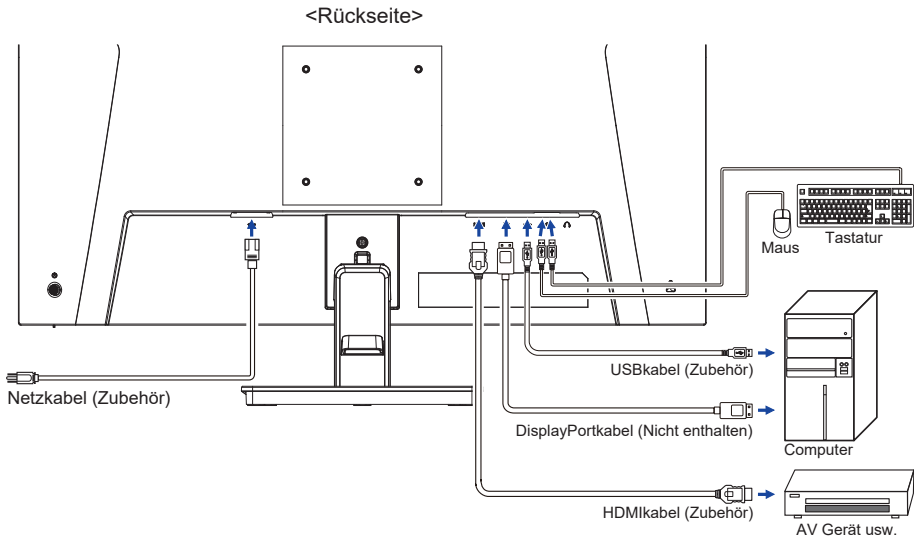 <Rückseite>
Maus
Tastatur
USBkabel (Zubehör)
Netzkabel (Zubehör)
DisplayPortkabel (Nicht enthalten)
Computer
HDMIkabel (Zubehör)
AV Gerät usw.